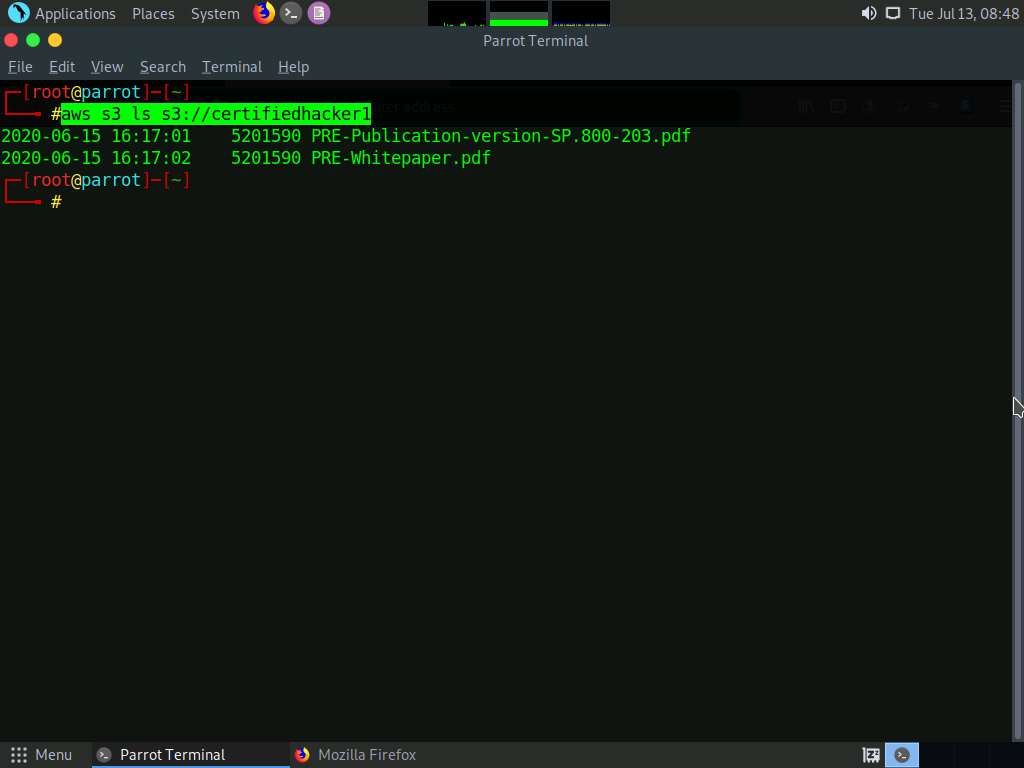 Applications Places System Tue Jul 13, 08:48
Parrot Terminal
File Edit View Search Terminal Help
┌─[root@parrot]─[~]
└──╼ #aws s3 ls s3://certifiedhacker1
2020-06-15 16:17:01    5201590 PRE-Publication-version-SP.800-203.pdf
2020-06-15 16:17:02    5201590 PRE-Whitepaper.pdf
┌─[root@parrot]─[~]
└──╼ #
Menu Parrot Terminal Mozilla Firefox